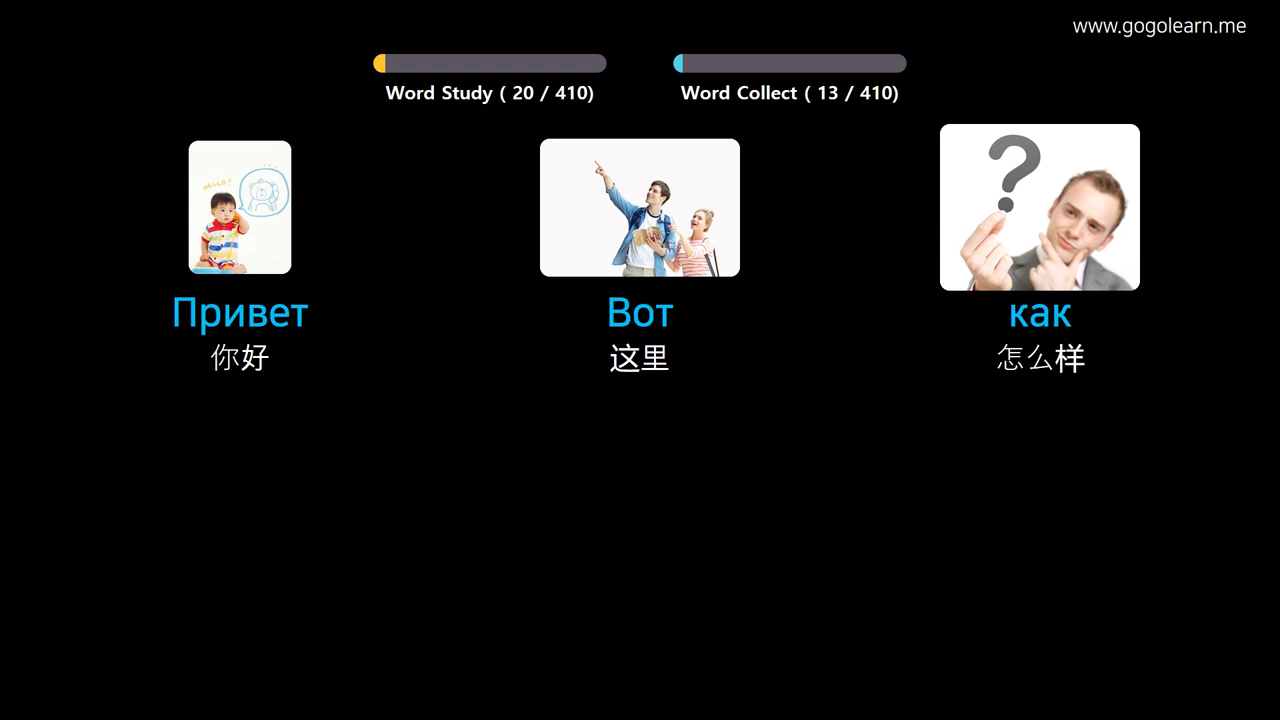 www.gogolearn.me
Word Study ( 20 / 410)
Word Collect ( 13 / 410)
HELLO!
Привет
你好
Вот
这里
как
怎么样